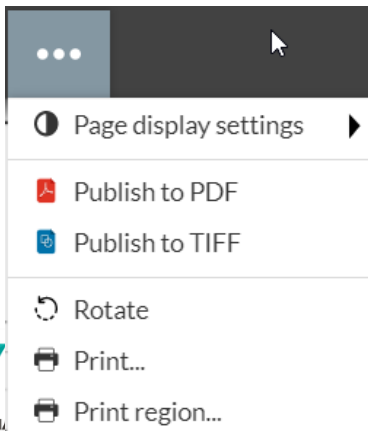 Page display settings
Publish to PDF
Publish to TIFF
Rotate
Print...
Print region...